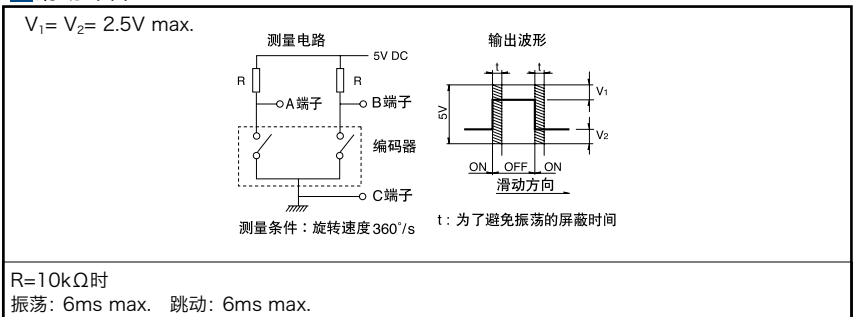 V₁= V₂= 2.5V max.
测量电路
输出波形
5V DC
R
R
A端子
B端子
编码器
C端子
测量条件：旋转速度360°/s
t
t
V₁
5V
V₂
ON
OFF
ON
滑动方向
t : 为了避免振荡的屏蔽时间
R=10kΩ时
振荡: 6ms max. 跳动: 6ms max.